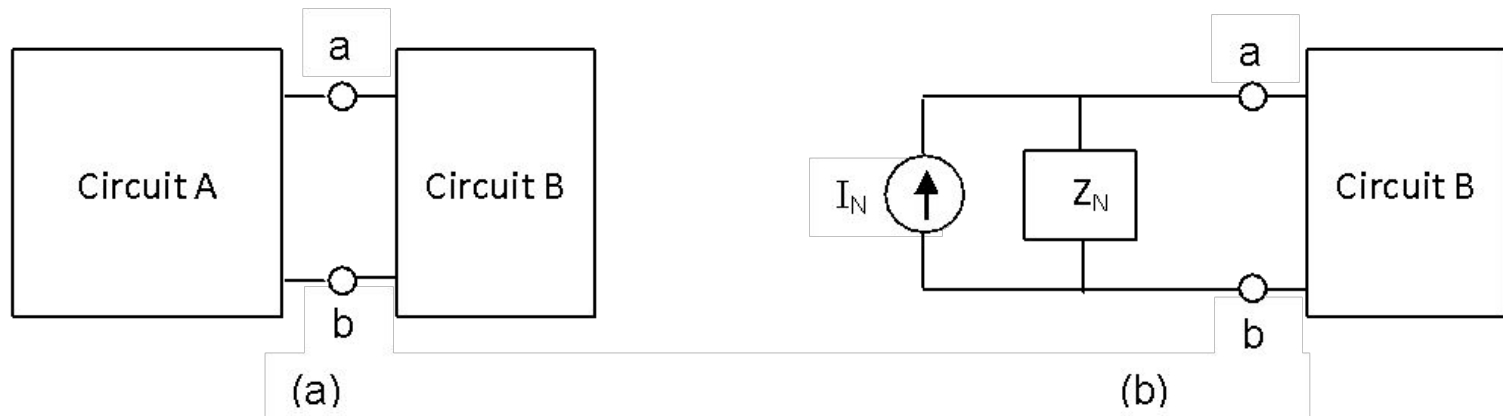 a
Circuit A
Circuit B
b
(a)
a
I_N
Z_N
Circuit B
b
(b)